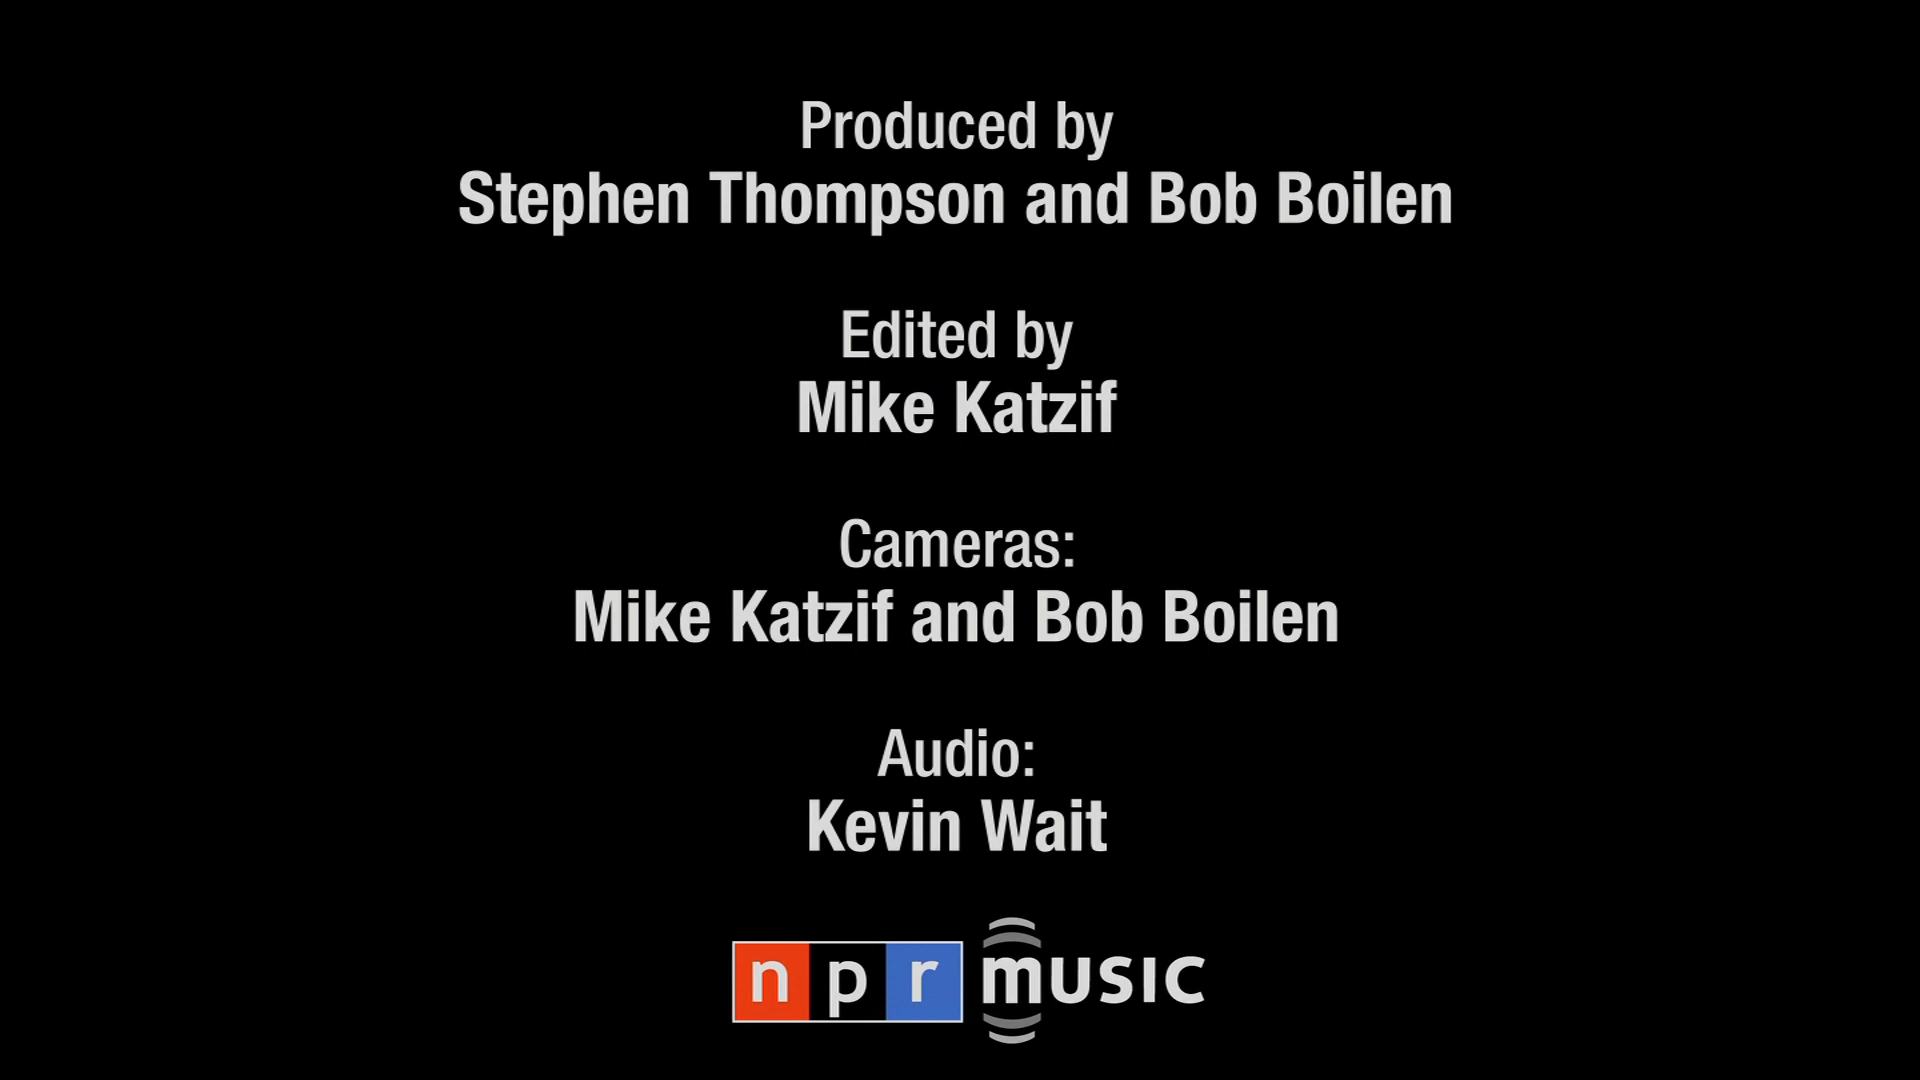 Produced by
Stephen Thompson and Bob Boilen
Edited by
Mike Katzif
Cameras:
Mike Katzif and Bob Boilen
Audio:
Kevin Wait
npr music